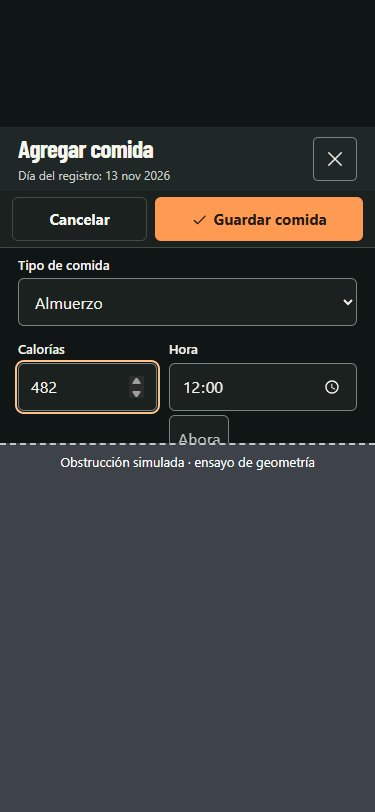 Agregar comida
Día del registro: 13 nov 2026
Cancelar
Guardar comida
Tipo de comida
Almuerzo
Calorías
Hora
482
12:00
Ahora
Obstrucción simulada · ensayo de geometría